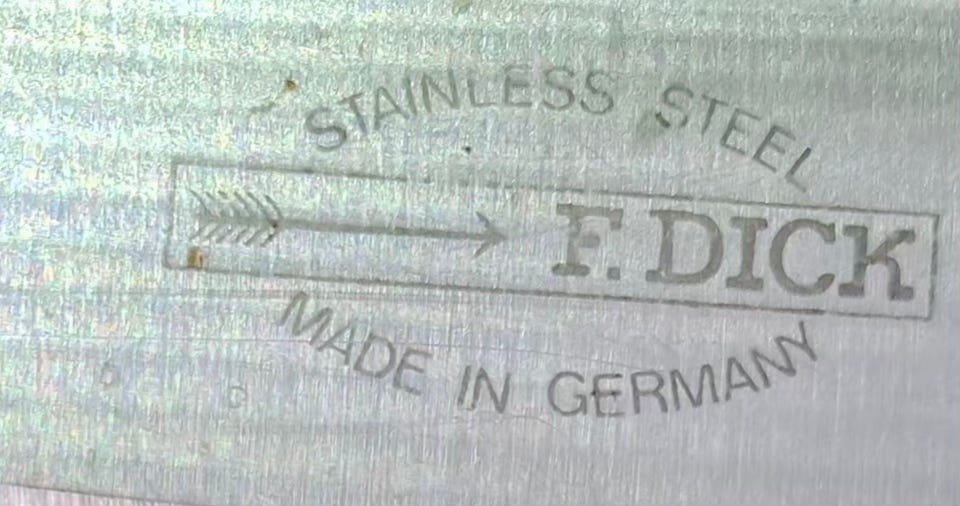 STAINLESS STEEL
F. DICK
MADE IN GERMANY